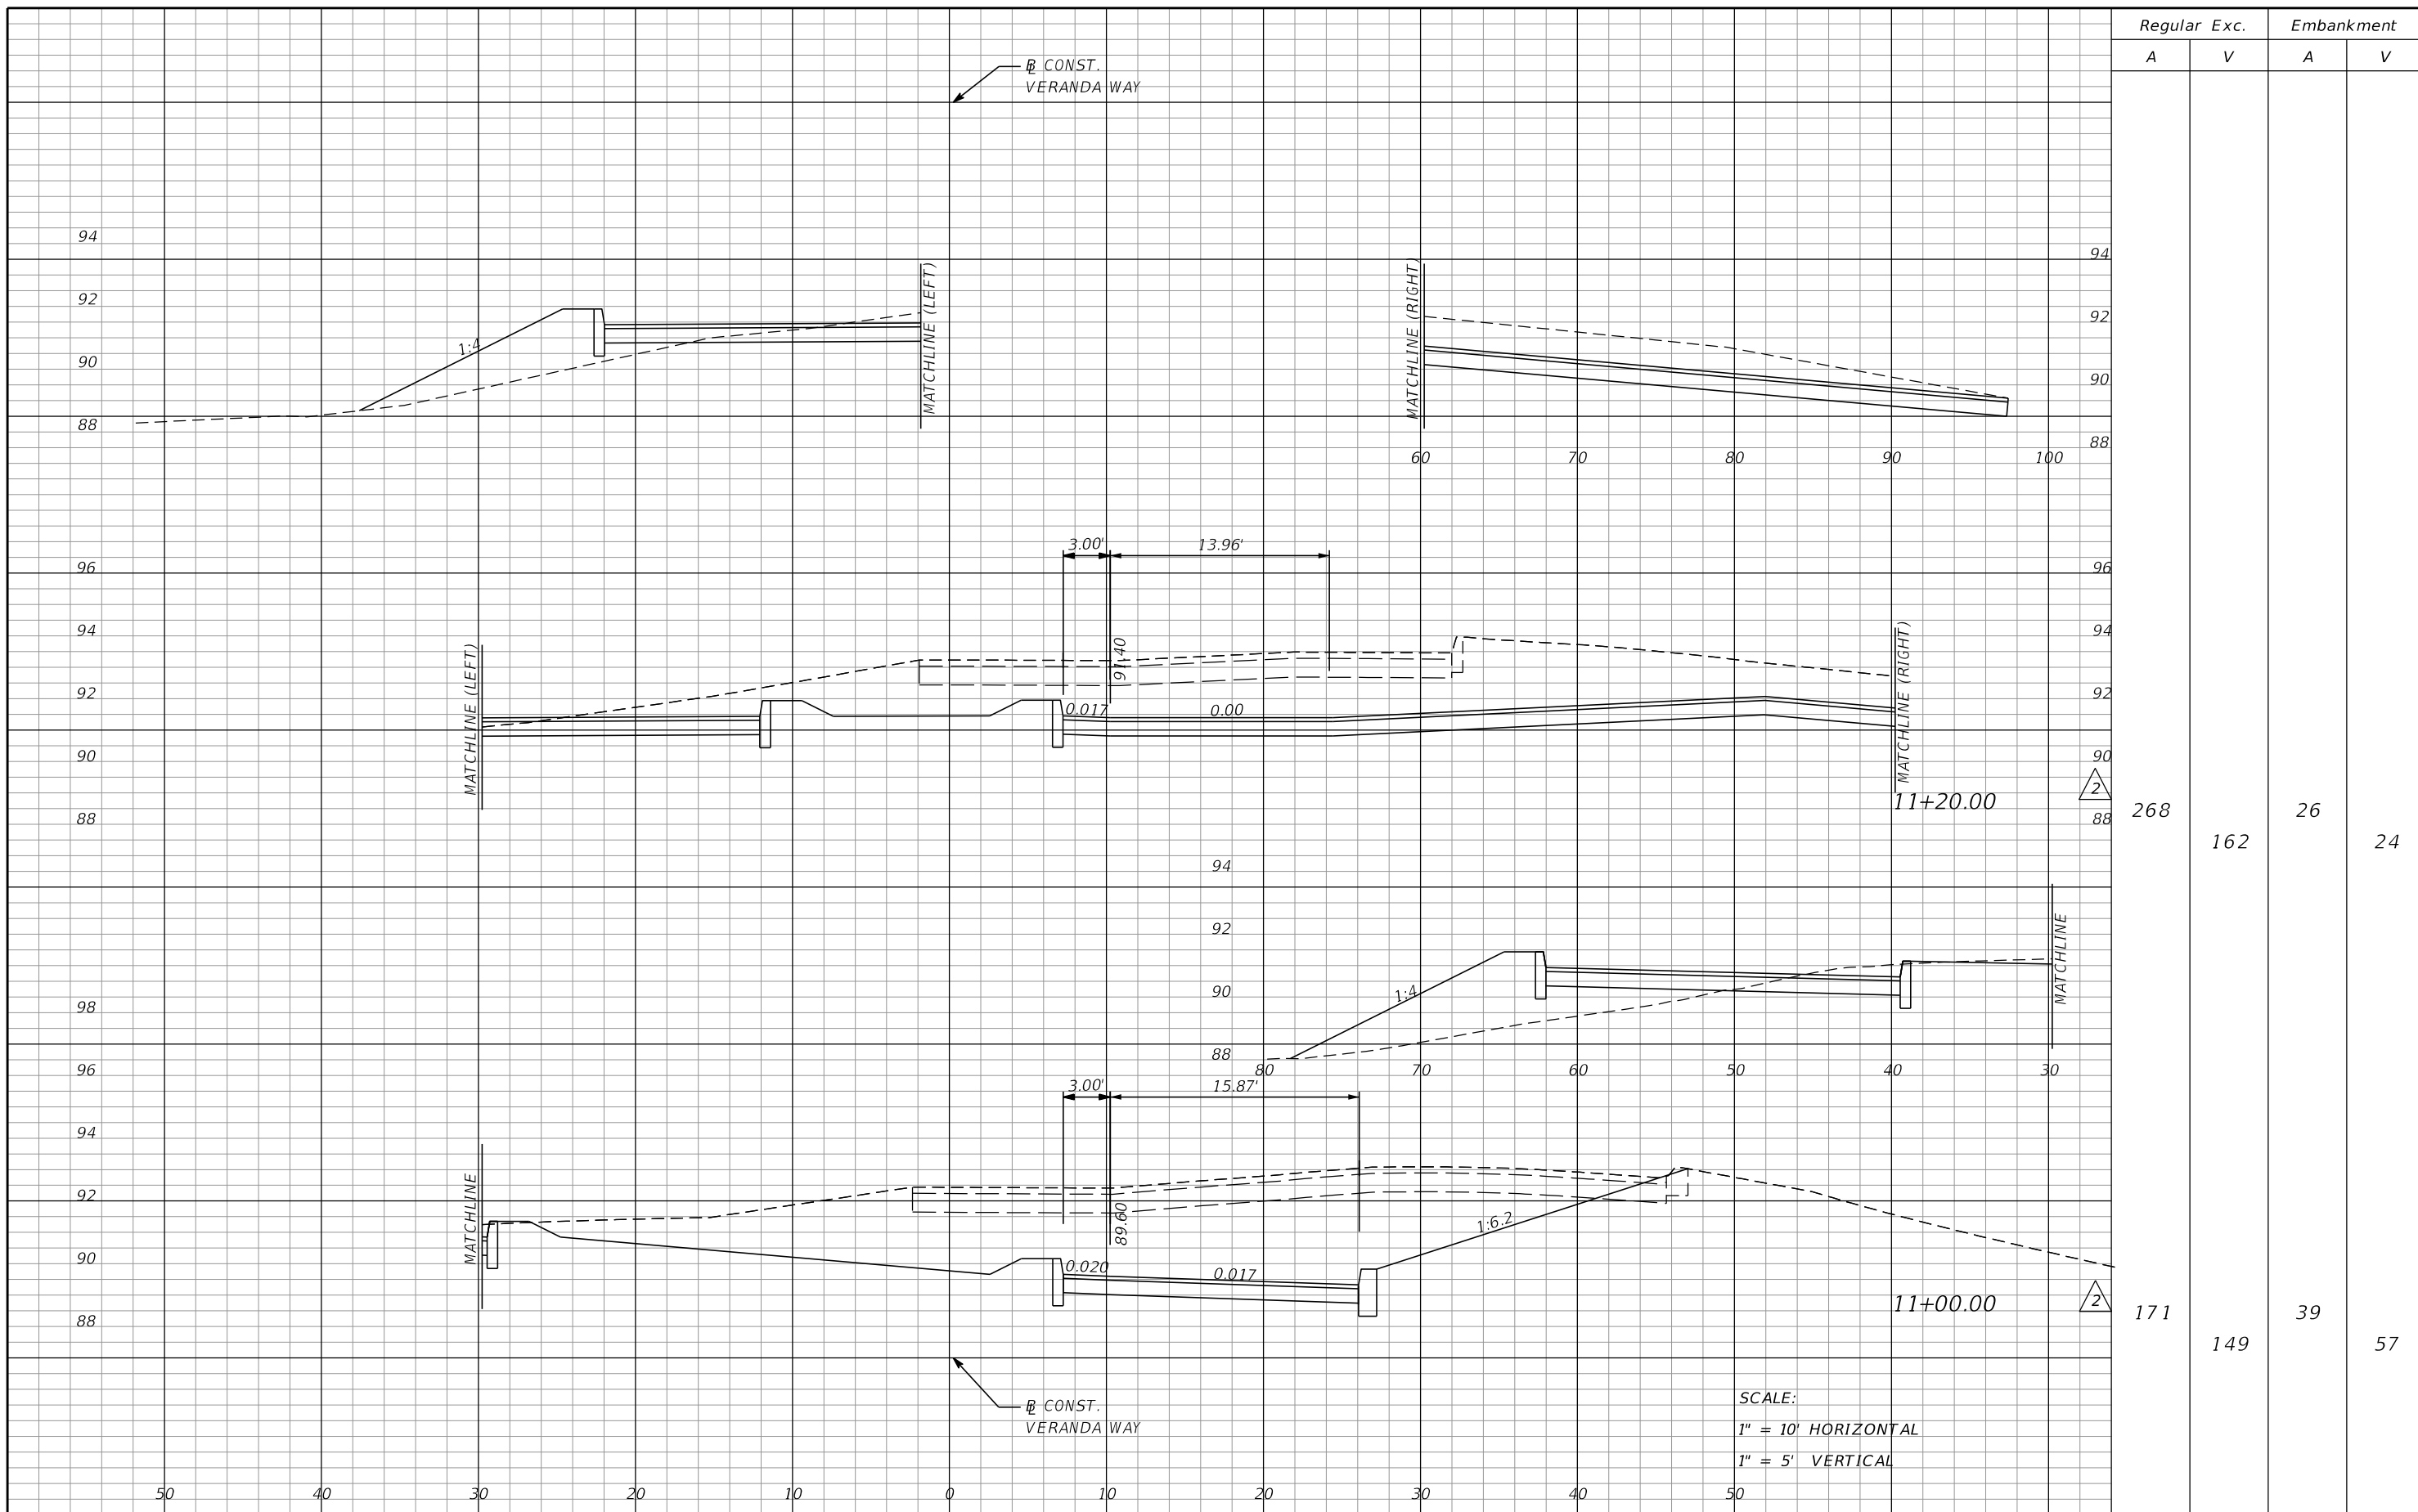 Regular Exc. Embankment
A V A V
BL CONST.
VERANDA WAY
94 94
92 92
90 90
88 88
1:4
MATCHLINE (LEFT)
MATCHLINE (RIGHT)
60 70 80 90 100
3.00' 13.96'
96 96
94 94
92 92
90 90
88 88
MATCHLINE (LEFT)
91.40
0.017 0.00
MATCHLINE (RIGHT)
11+20.00 2
268 26
162 24
94
92
90
88
1:4
MATCHLINE
80 70 60 50 40 30
98
96
94
92
90
88
3.00' 15.87'
MATCHLINE
89.60
0.020 0.017
1:6.2
11+00.00 2
171 39
149 57
BL CONST.
VERANDA WAY
SCALE:
1" = 10' HORIZONTAL
1" = 5' VERTICAL
50 40 30 20 10 0 10 20 30 40 50